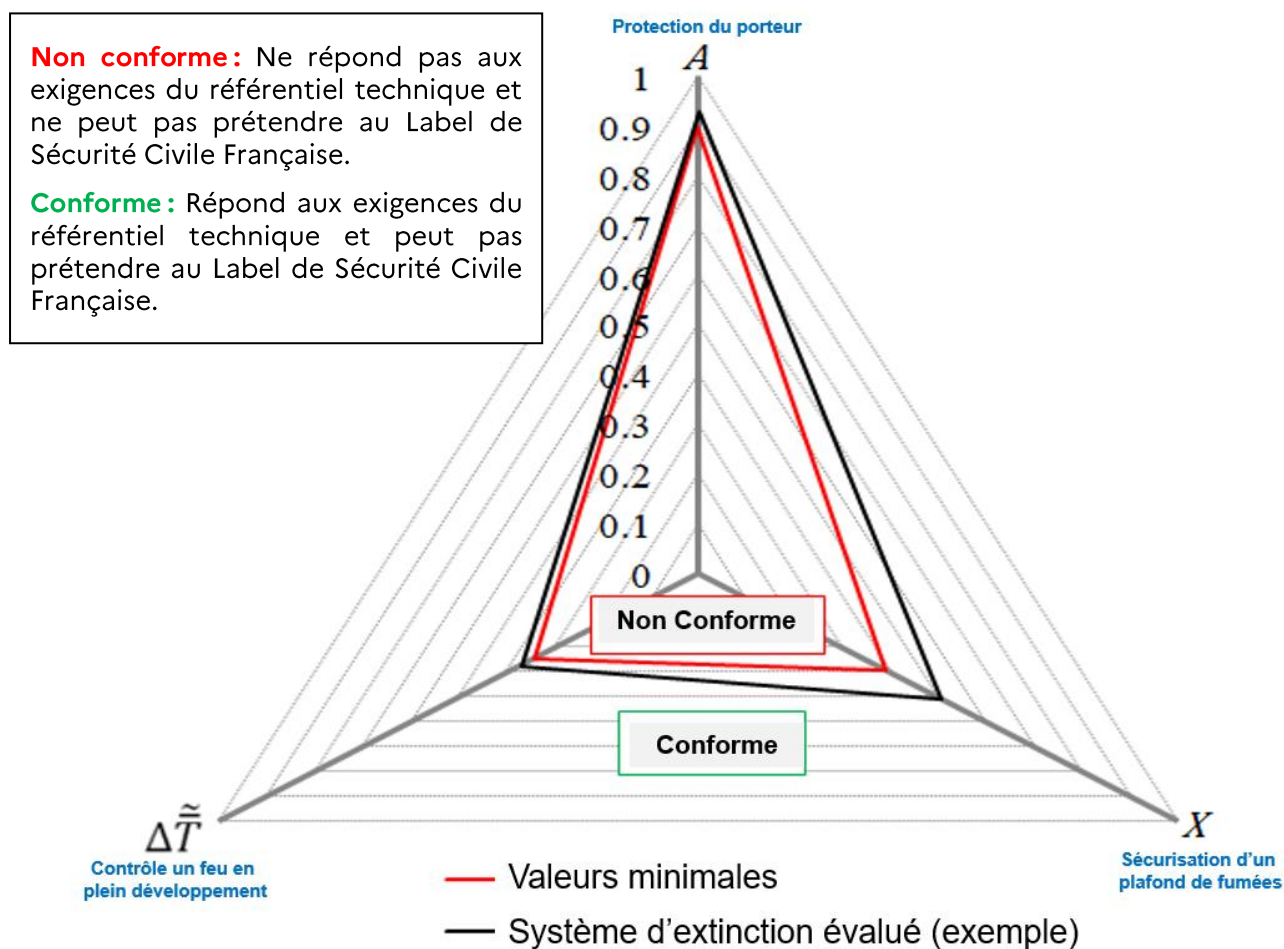 Protection du porteur
A
Non conforme : Ne répond pas aux
exigences du référentiel technique et
ne peut pas prétendre au Label de
Sécurité Civile Française.
Conforme : Répond aux exigences du
référentiel technique et peut pas
prétendre au Label de Sécurité Civile
Française.
1
0.9
0.8
0.7
0.6
0.5
0.4
0.3
0.2
0.1
0
Non Conforme
Conforme
Δ T̿̃
Contrôle un feu en
plein développement
X
Sécurisation d’un
plafond de fumées
Valeurs minimales
Système d’extinction évalué (exemple)